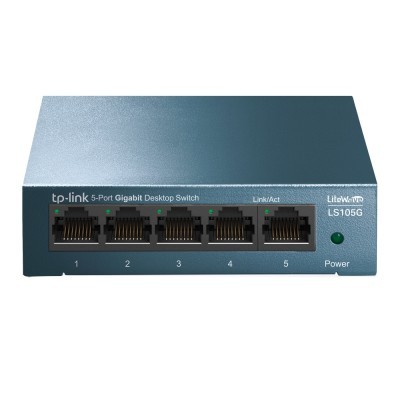 tp-link 5-Port Gigabit Desktop Switch
Link/Act
LiteWave
LS105G
1 2 3 4 5 Power